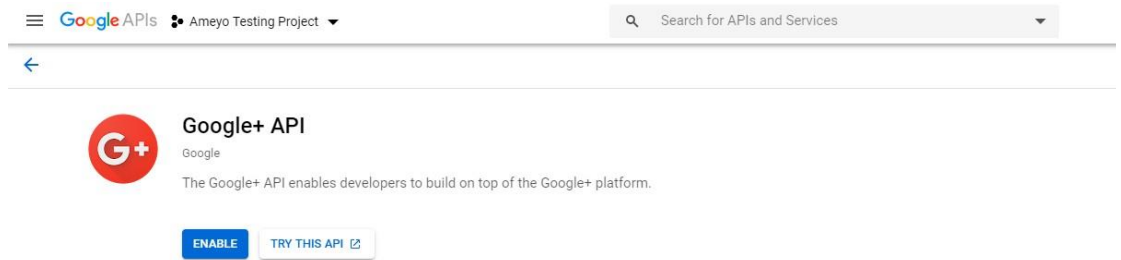 Google APIs Ameyo Testing Project Search for APIs and Services
G+ Google+ API
Google
The Google+ API enables developers to build on top of the Google+ platform.
ENABLE TRY THIS API